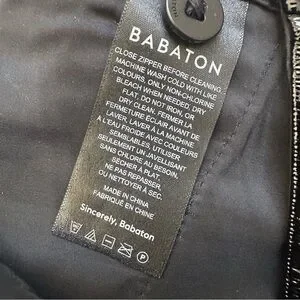 BABATON
CLOSE ZIPPER BEFORE CLEANING
MACHINE WASH COLD WITH LIKE
COLOURS, ONLY NON-CHLORINE
BLEACH WHEN NEEDED, DRY
FLAT, DO NOT IRON, OR
DRY CLEAN. FERMER LA
FERMETURE ÉCLAIR AVANT DE
LAVER, LAVER À LA MACHINE
À L'EAU FROIDE AVEC COULEURS
SEMBLABLES, UTILISER
SEULEMENT UN JAVELLISANT
SANS CHLORE AU BESOIN,
SÉCHER À PLAT,
NE PAS REPASSER,
OU NETTOYER À SEC.
MADE IN CHINA
FABRIQUÉ EN CHINE
Sincerely, Babaton
P